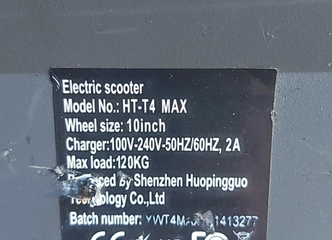 Electric scooter
Model No.: HT-T4 MAX
Wheel size: 10inch
Charger:100V-240V-50HZ/60HZ, 2A
Max load:120KG
by Shenzhen Huopingguo
Co.,Ltd
Batch number: